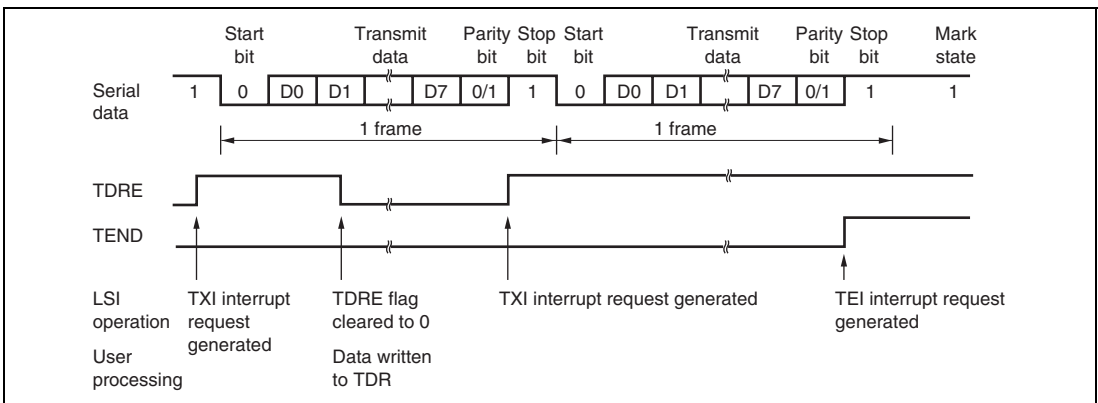 Start Transmit Parity Stop Start Transmit Parity Stop Mark
bit data bit bit bit data bit bit state
Serial data 1 0 D0 D1 D7 0/1 1 0 D0 D1 D7 0/1 1 1
1 frame 1 frame
TDRE
TEND
LSI operation
TXI interrupt request generated
TDRE flag cleared to 0
TXI interrupt request generated
TEI interrupt request generated
User processing
Data written to TDR